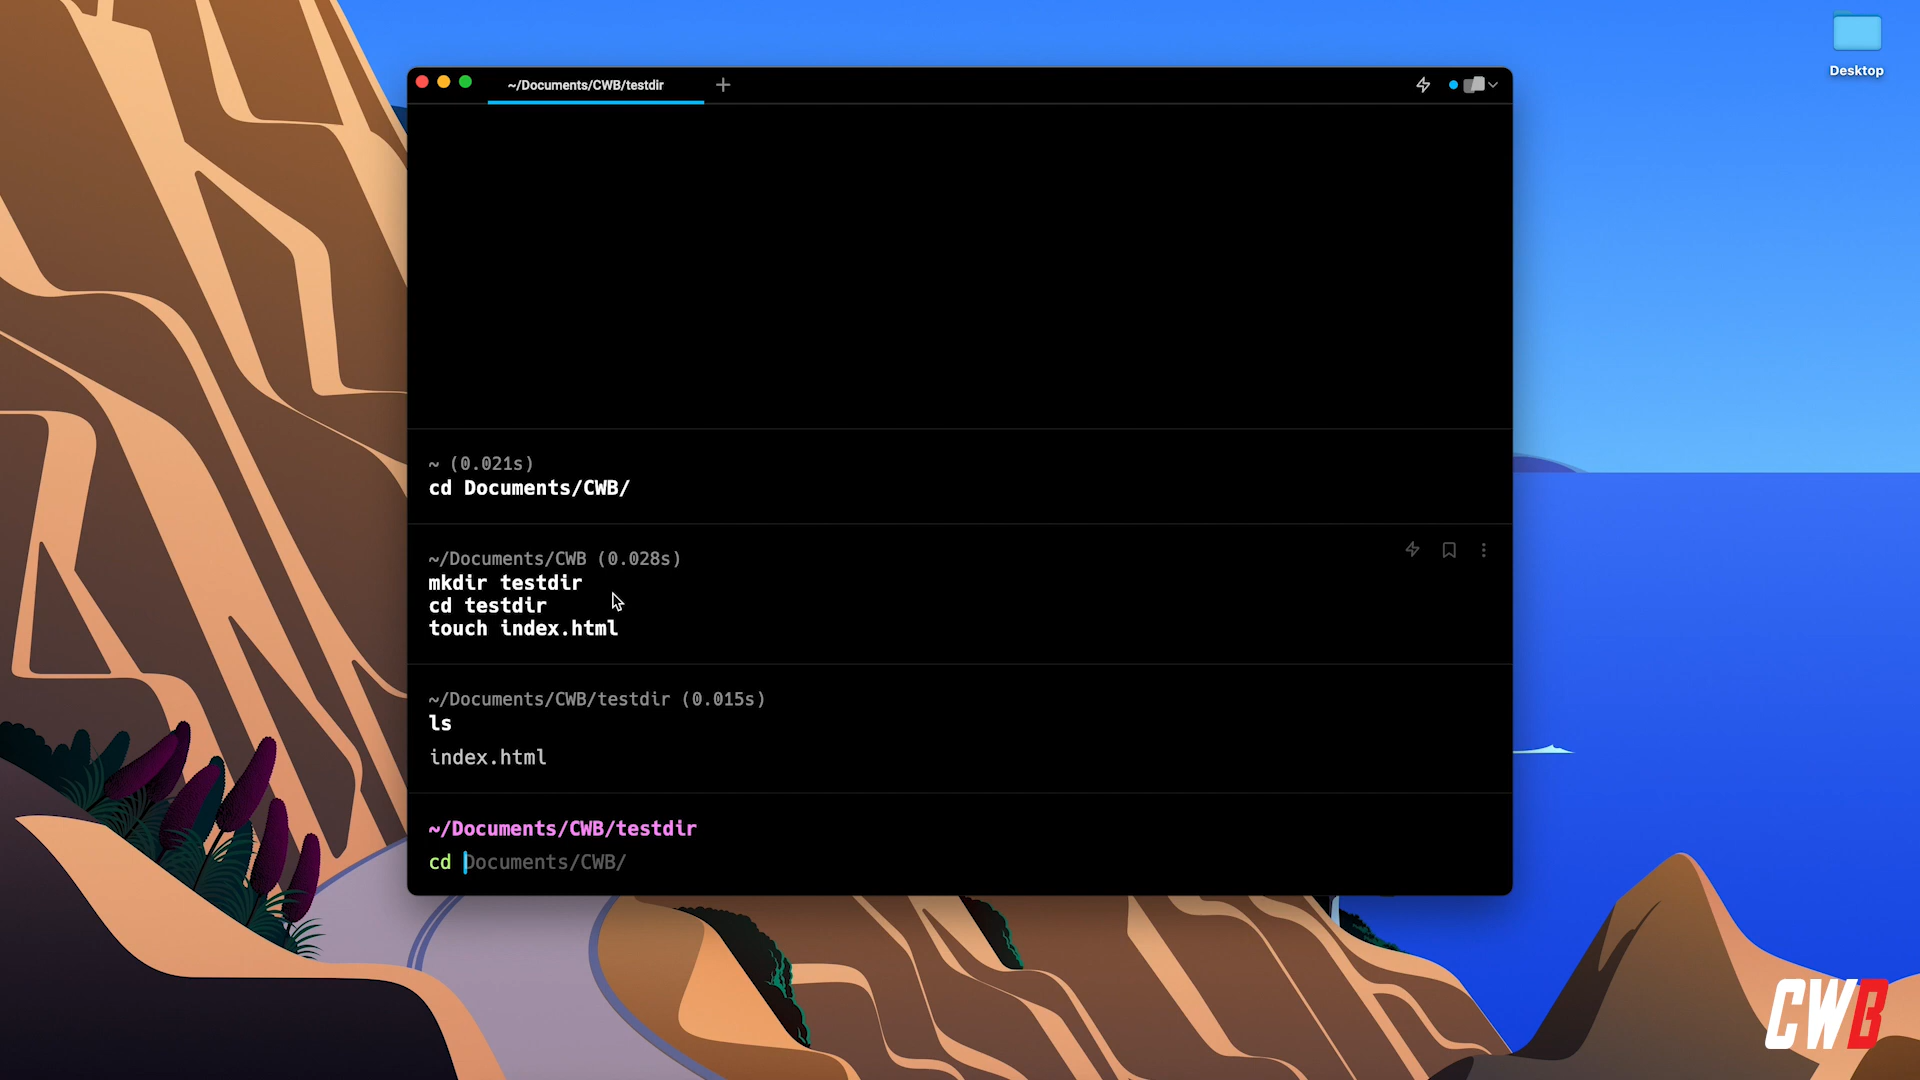 ~/Documents/CWB/testdir
Desktop
~ (0.021s)
cd Documents/CWB/
~/Documents/CWB (0.028s)
mkdir testdir
cd testdir
touch index.html
~/Documents/CWB/testdir (0.015s)
ls
index.html
~/Documents/CWB/testdir
cd Documents/CWB/
CWB